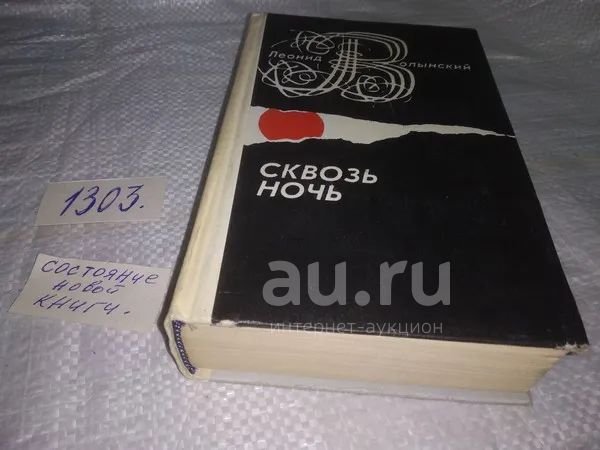 Леонид Волынский
СКВОЗЬ
НОЧЬ
1303.
состояние
новой
книги.
au.ru
интернет-аукцион